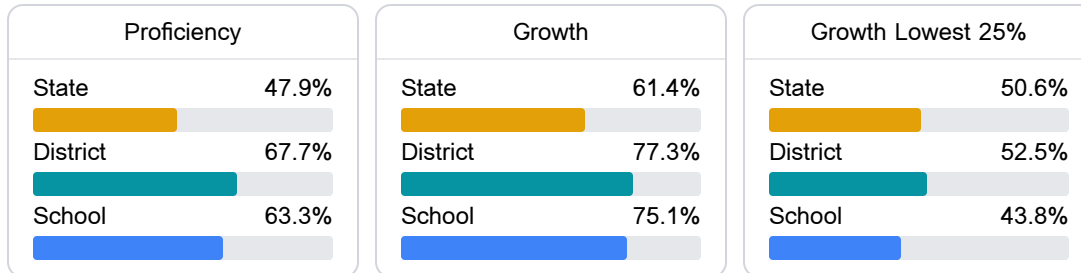 Proficiency
State 47.9%
District 67.7%
School 63.3%
Growth
State 61.4%
District 77.3%
School 75.1%
Growth Lowest 25%
State 50.6%
District 52.5%
School 43.8%